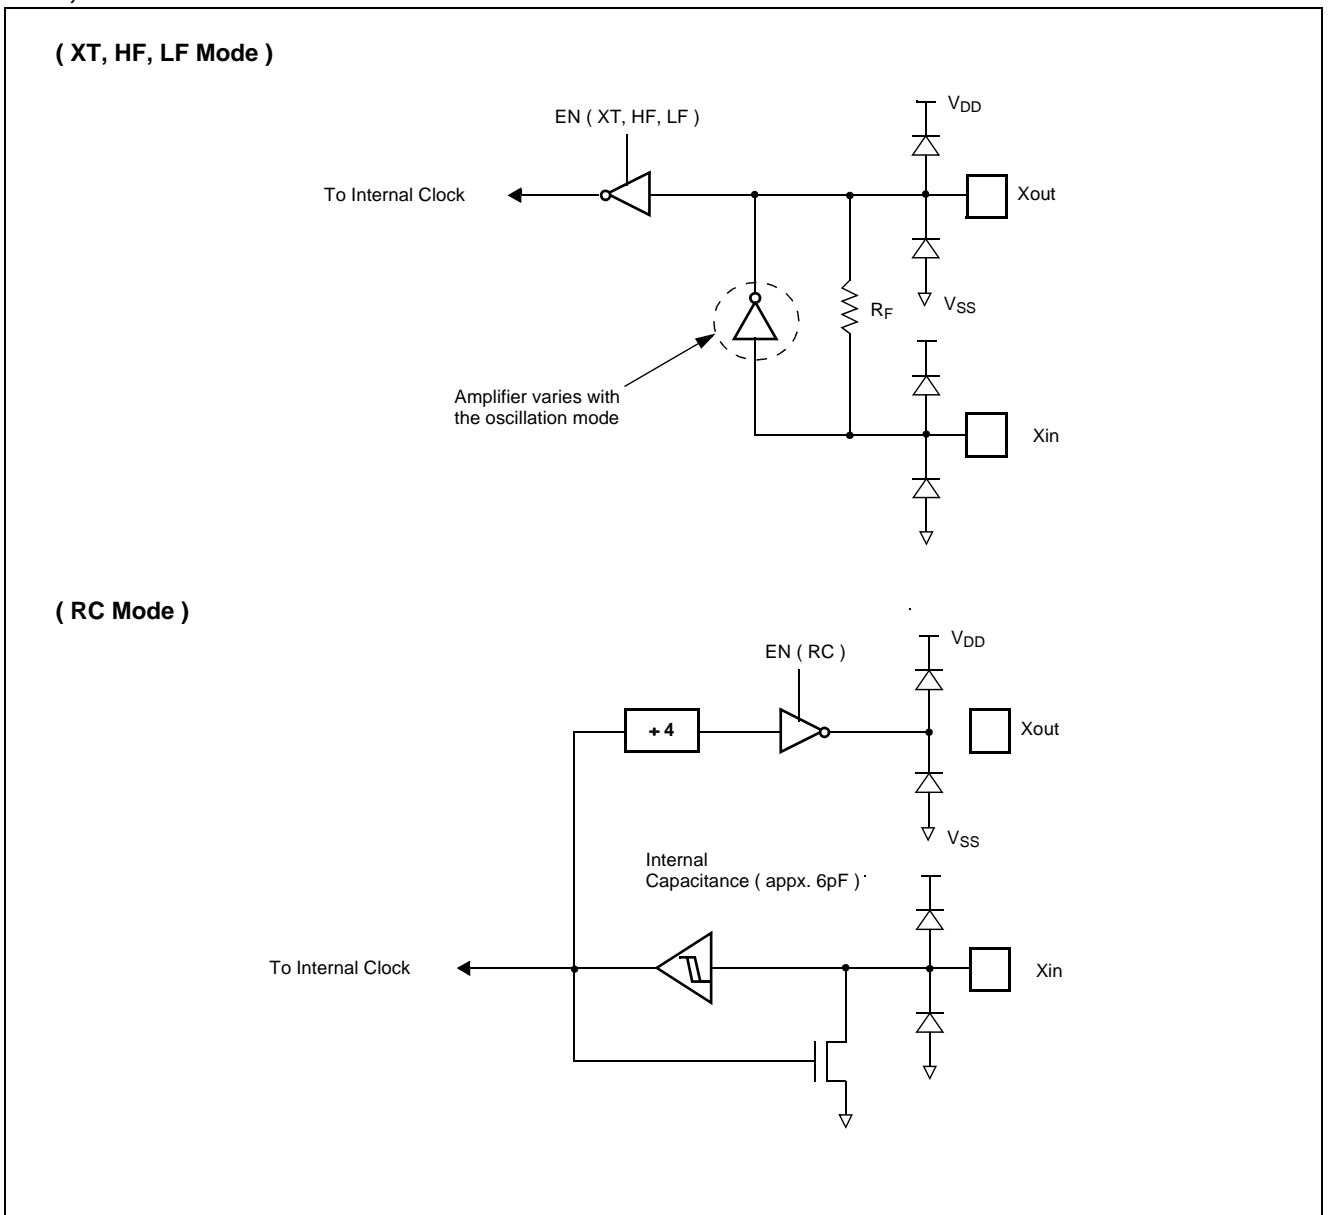 ( XT, HF, LF Mode )
VDD
EN ( XT, HF, LF )
To Internal Clock
Xout
RF
VSS
Amplifier varies with
the oscillation mode
Xin
( RC Mode )
VDD
EN ( RC )
÷ 4
Xout
VSS
Internal
Capacitance ( appx. 6pF )
To Internal Clock
Xin